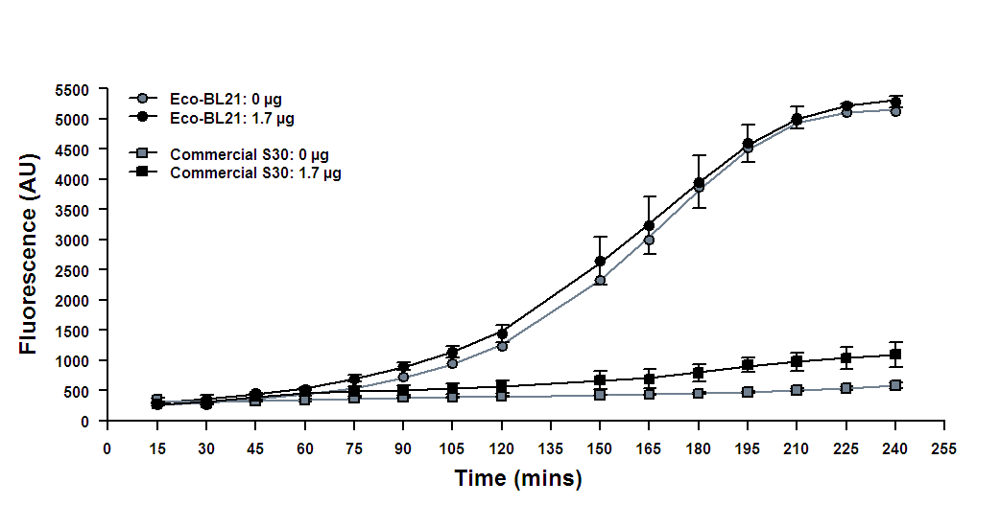 5500
5000
4500
4000
3500
3000
2500
2000
1500
1000
500
0
Fluorescence (AU)
Eco-BL21: 0 µg
Eco-BL21: 1.7 µg
Commercial S30: 0 µg
Commercial S30: 1.7 µg
0 15 30 45 60 75 90 105 120 135 150 165 180 195 210 225 240 255
Time (mins)